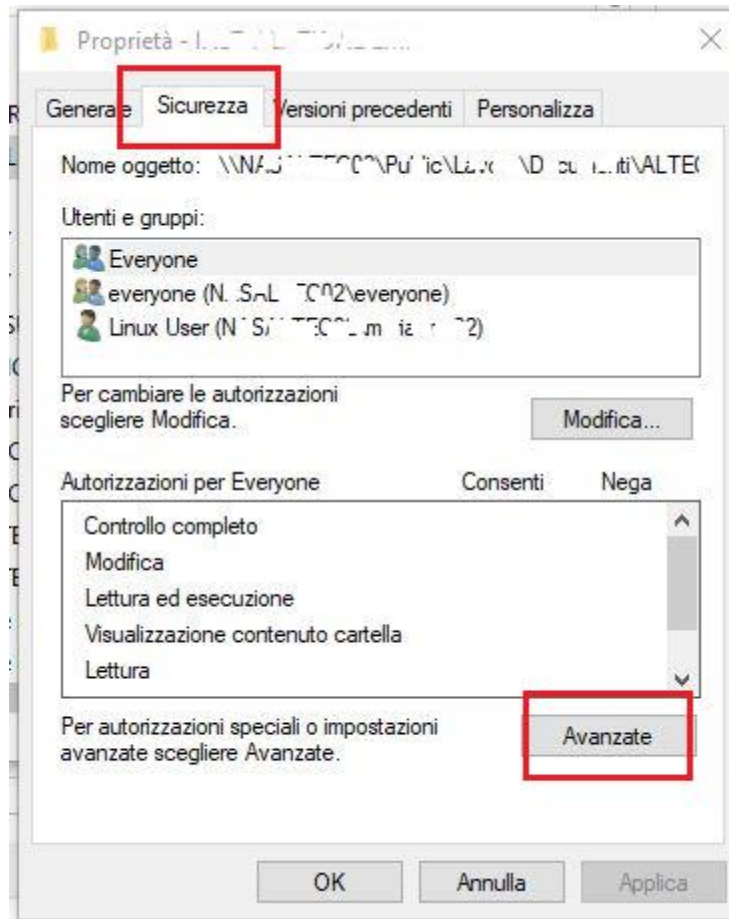 Proprietà -
Generale Sicurezza Versioni precedenti Personalizza
Nome oggetto:
Utenti e gruppi:
Everyone
everyone
Linux User
Per cambiare le autorizzazioni
scegliere Modifica.
Modifica...
Autorizzazioni per Everyone Consenti Nega
Controllo completo
Modifica
Lettura ed esecuzione
Visualizzazione contenuto cartella
Lettura
Per autorizzazioni speciali o impostazioni
avanzate scegliere Avanzate.
Avanzate
OK Annulla Applica